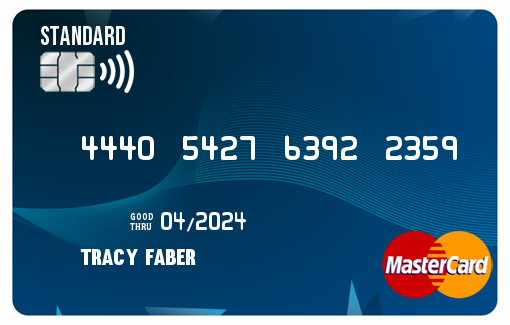 STANDARD
4440 5427 6392 2359
GOOD
THRU 04/2024
TRACY FABER
MasterCard